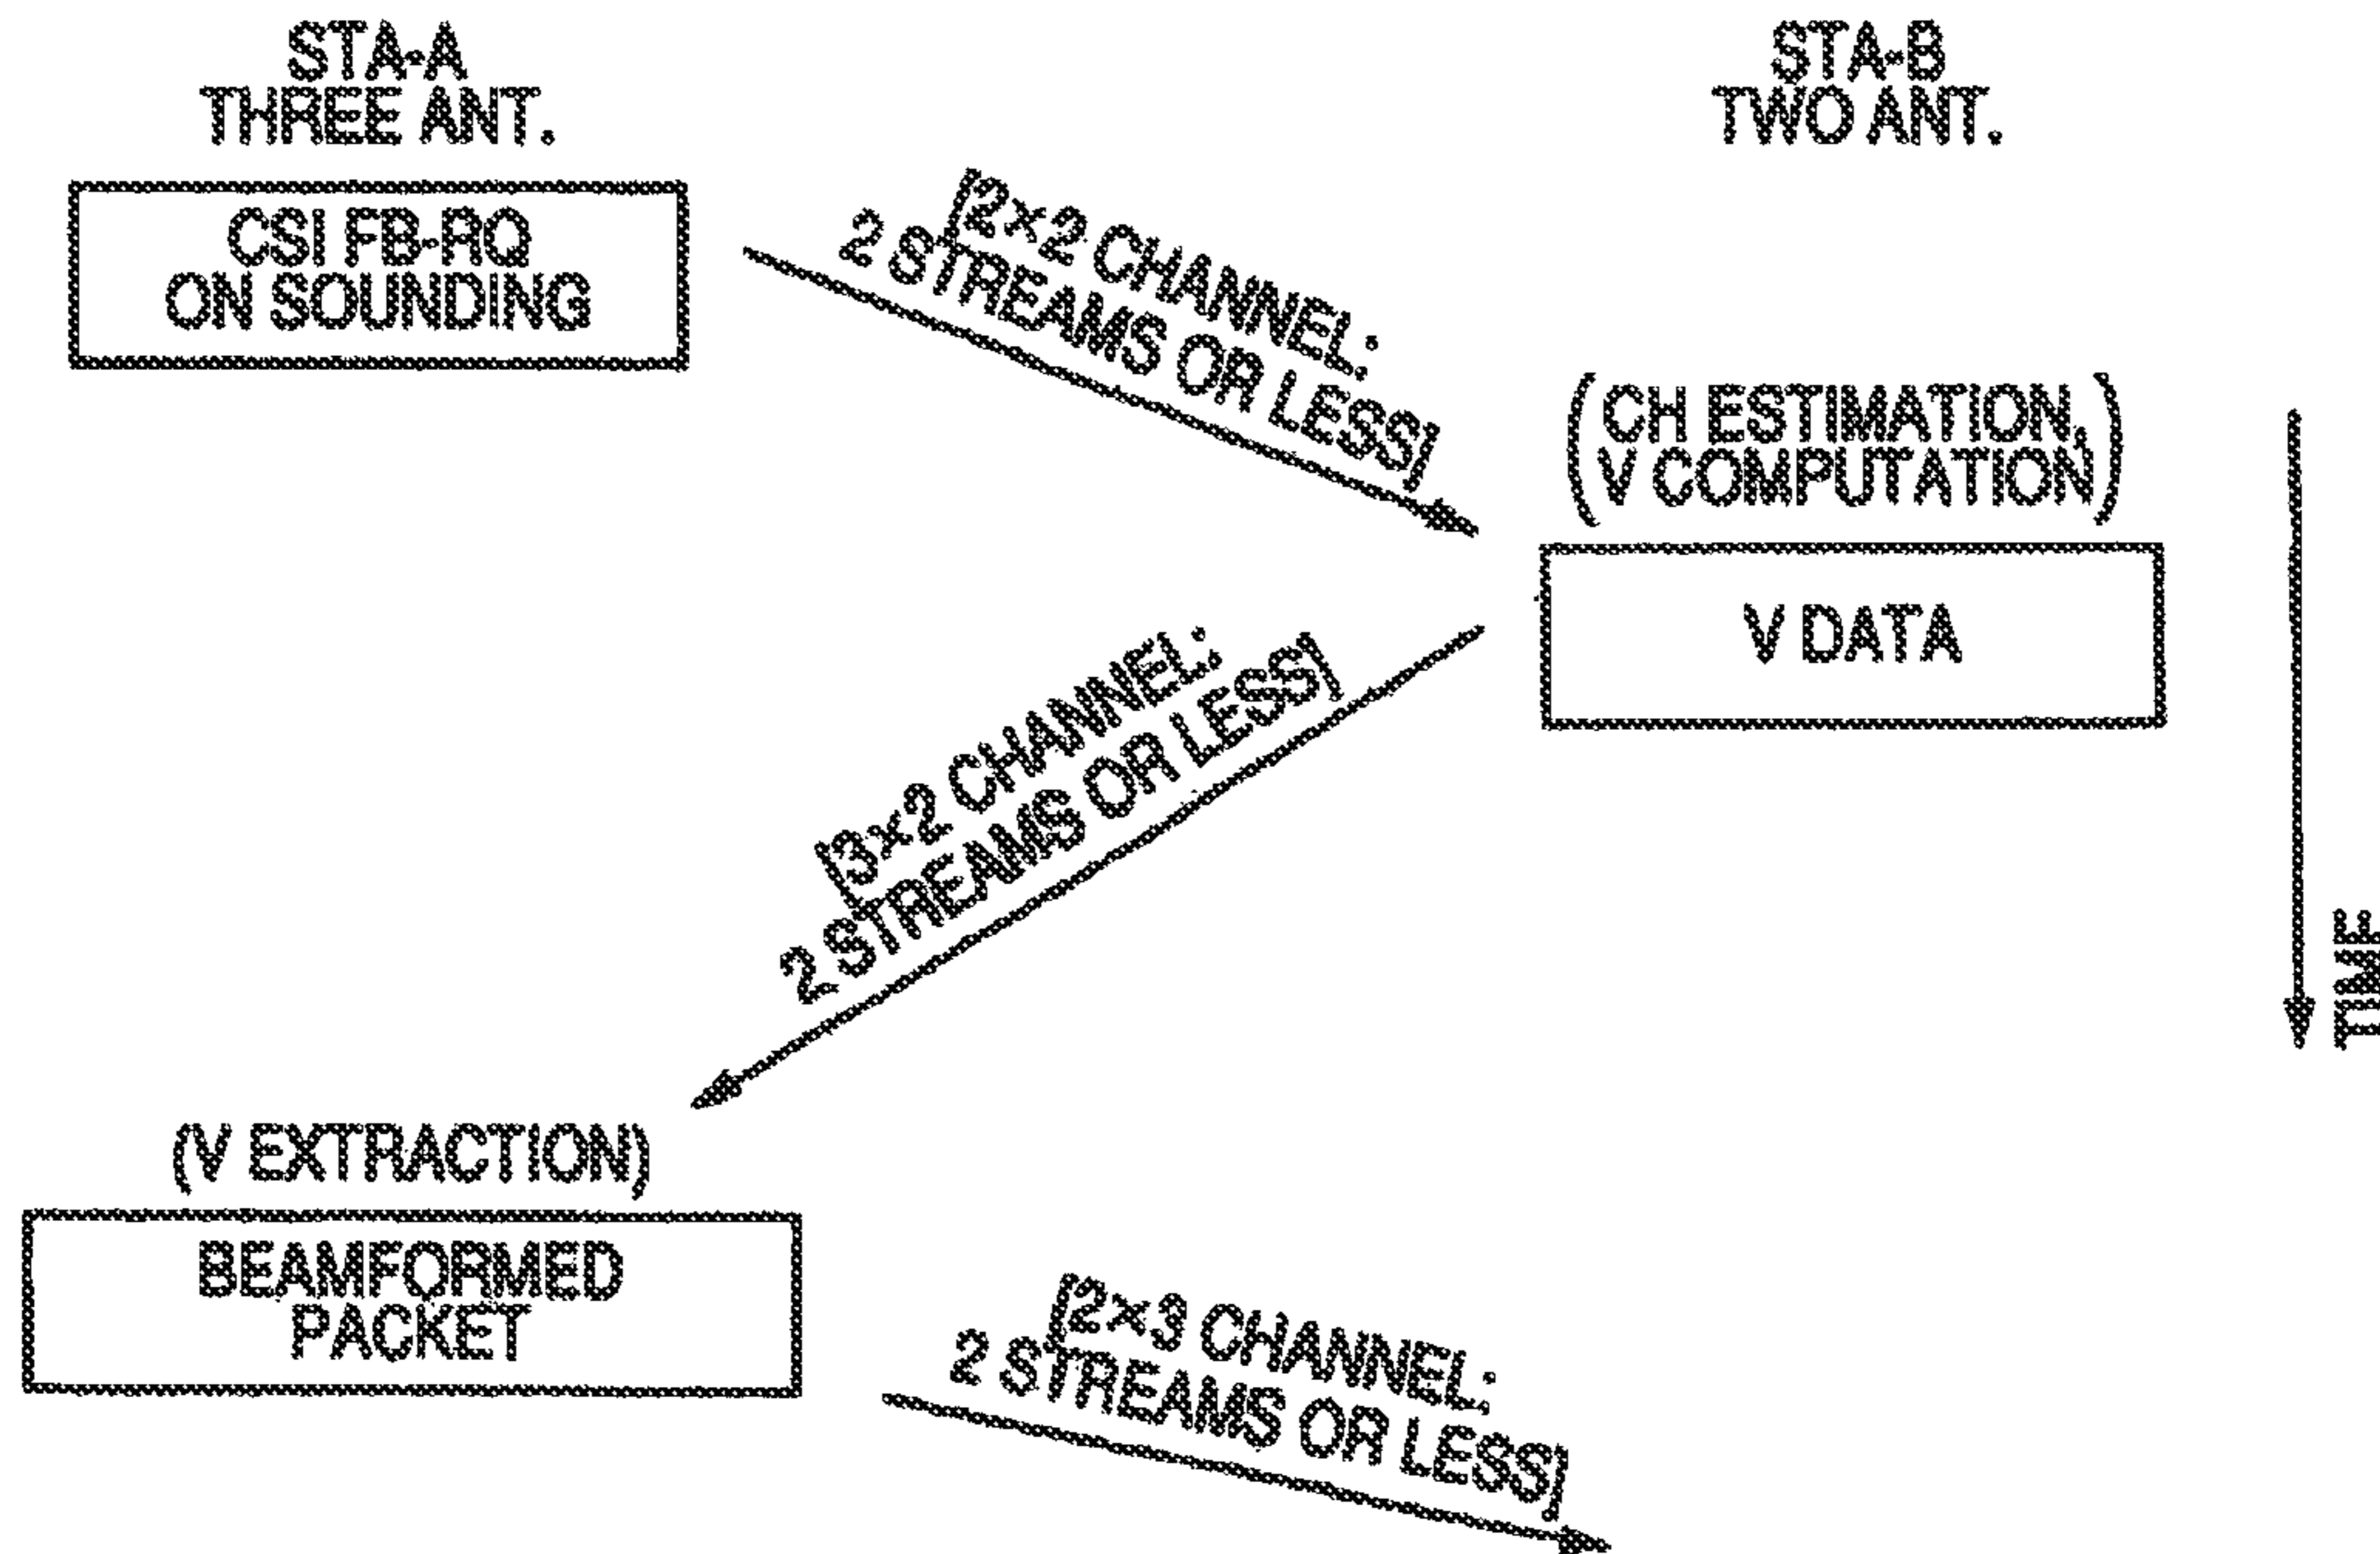 STA-A
THREE ANT.
STA-B
TWO ANT.
CSI FB-RQ
ON SOUNDING
[2×2 CHANNEL:
2 STREAMS OR LESS]
(CH ESTIMATION,
V COMPUTATION)
V DATA
[3×2 CHANNEL:
2 STREAMS OR LESS]
TIME
(V EXTRACTION)
BEAMFORMED
PACKET
[2×3 CHANNEL:
2 STREAMS OR LESS]